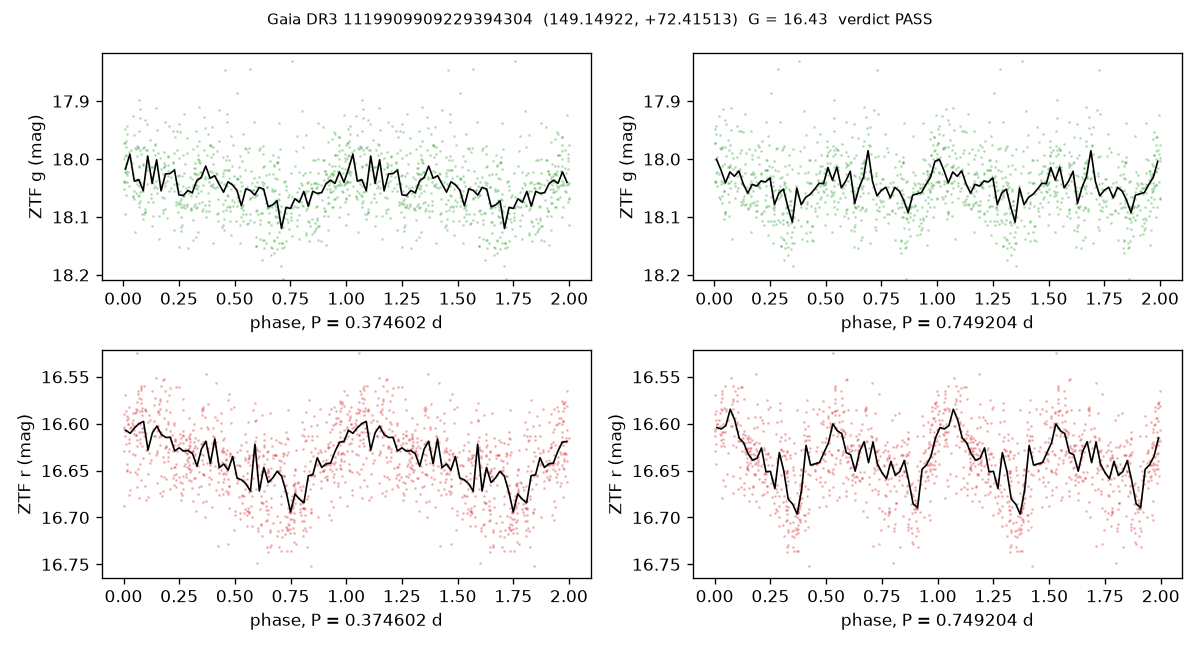 Gaia DR3 1119909909229394304  (149.14922, +72.41513)  G = 16.43  verdict PASS
ZTF g (mag)
17.9
18.0
18.1
18.2
0.00 0.25 0.50 0.75 1.00 1.25 1.50 1.75 2.00
phase, P = 0.374602 d
ZTF g (mag)
17.9
18.0
18.1
18.2
0.00 0.25 0.50 0.75 1.00 1.25 1.50 1.75 2.00
phase, P = 0.749204 d
ZTF r (mag)
16.55
16.60
16.65
16.70
16.75
0.00 0.25 0.50 0.75 1.00 1.25 1.50 1.75 2.00
phase, P = 0.374602 d
ZTF r (mag)
16.55
16.60
16.65
16.70
16.75
0.00 0.25 0.50 0.75 1.00 1.25 1.50 1.75 2.00
phase, P = 0.749204 d